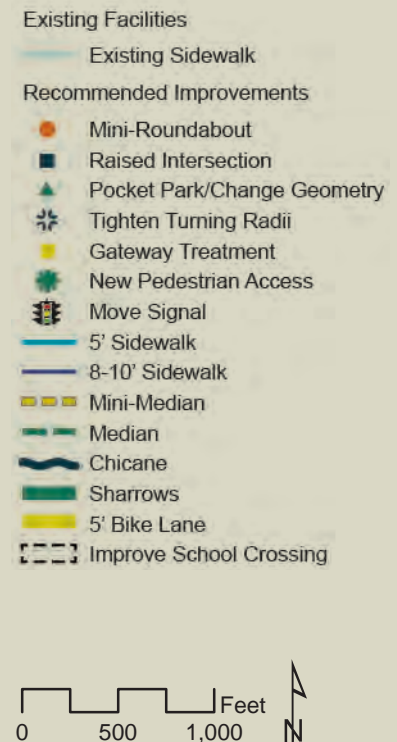 Existing Facilities
Existing Sidewalk
Recommended Improvements
Mini-Roundabout
Raised Intersection
Pocket Park/Change Geometry
Tighten Turning Radii
Gateway Treatment
New Pedestrian Access
Move Signal
5' Sidewalk
8-10' Sidewalk
Mini-Median
Median
Chicane
Sharrows
5' Bike Lane
Improve School Crossing
Feet
0 500 1,000 N